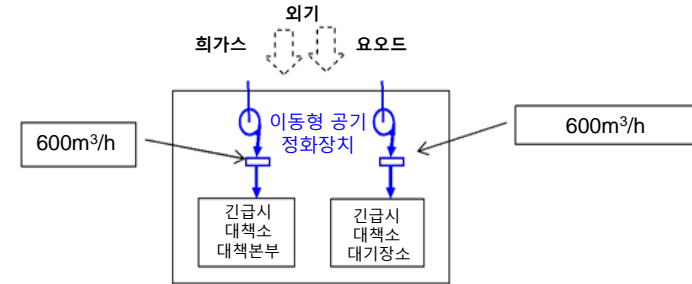 외기
희가스
요오드
이동형 공기
정화장치
600m³/h
600m³/h
긴급시
대책소
대책본부
긴급시
대책소
대기장소